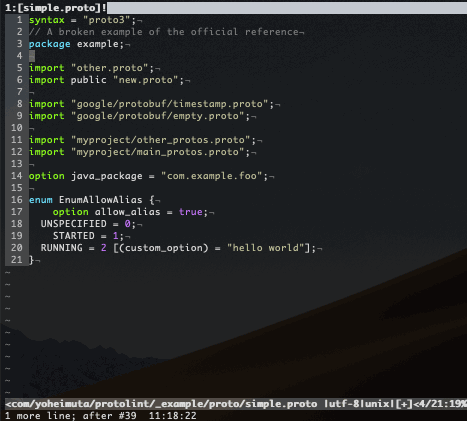 1:[simple.proto]!
1 syntax = "proto3";¬
2 // A broken example of the official reference¬
3 package example;¬
4
5 import "other.proto";¬
6 import public "new.proto";¬
7 ¬
8 import "google/protobuf/timestamp.proto";¬
9 import "google/protobuf/empty.proto";¬
10 ¬
11 import "myproject/other_protos.proto";¬
12 import "myproject/main_protos.proto";¬
13 ¬
14 option java_package = "com.example.foo";¬
15 ¬
16 enum EnumAllowAlias {¬
17     option allow_alias = true;¬
18   UNSPECIFIED = 0;¬
19     STARTED = 1;¬
20   RUNNING = 2 [(custom_option) = "hello world"];¬
21 }¬
~
~
~
~
~
~
~
~
~
~
<com/yoheimuta/protolint/_example/proto/simple.proto |utf-8|unix|[+]<4/21:19%
1 more line; after #39  11:18:22